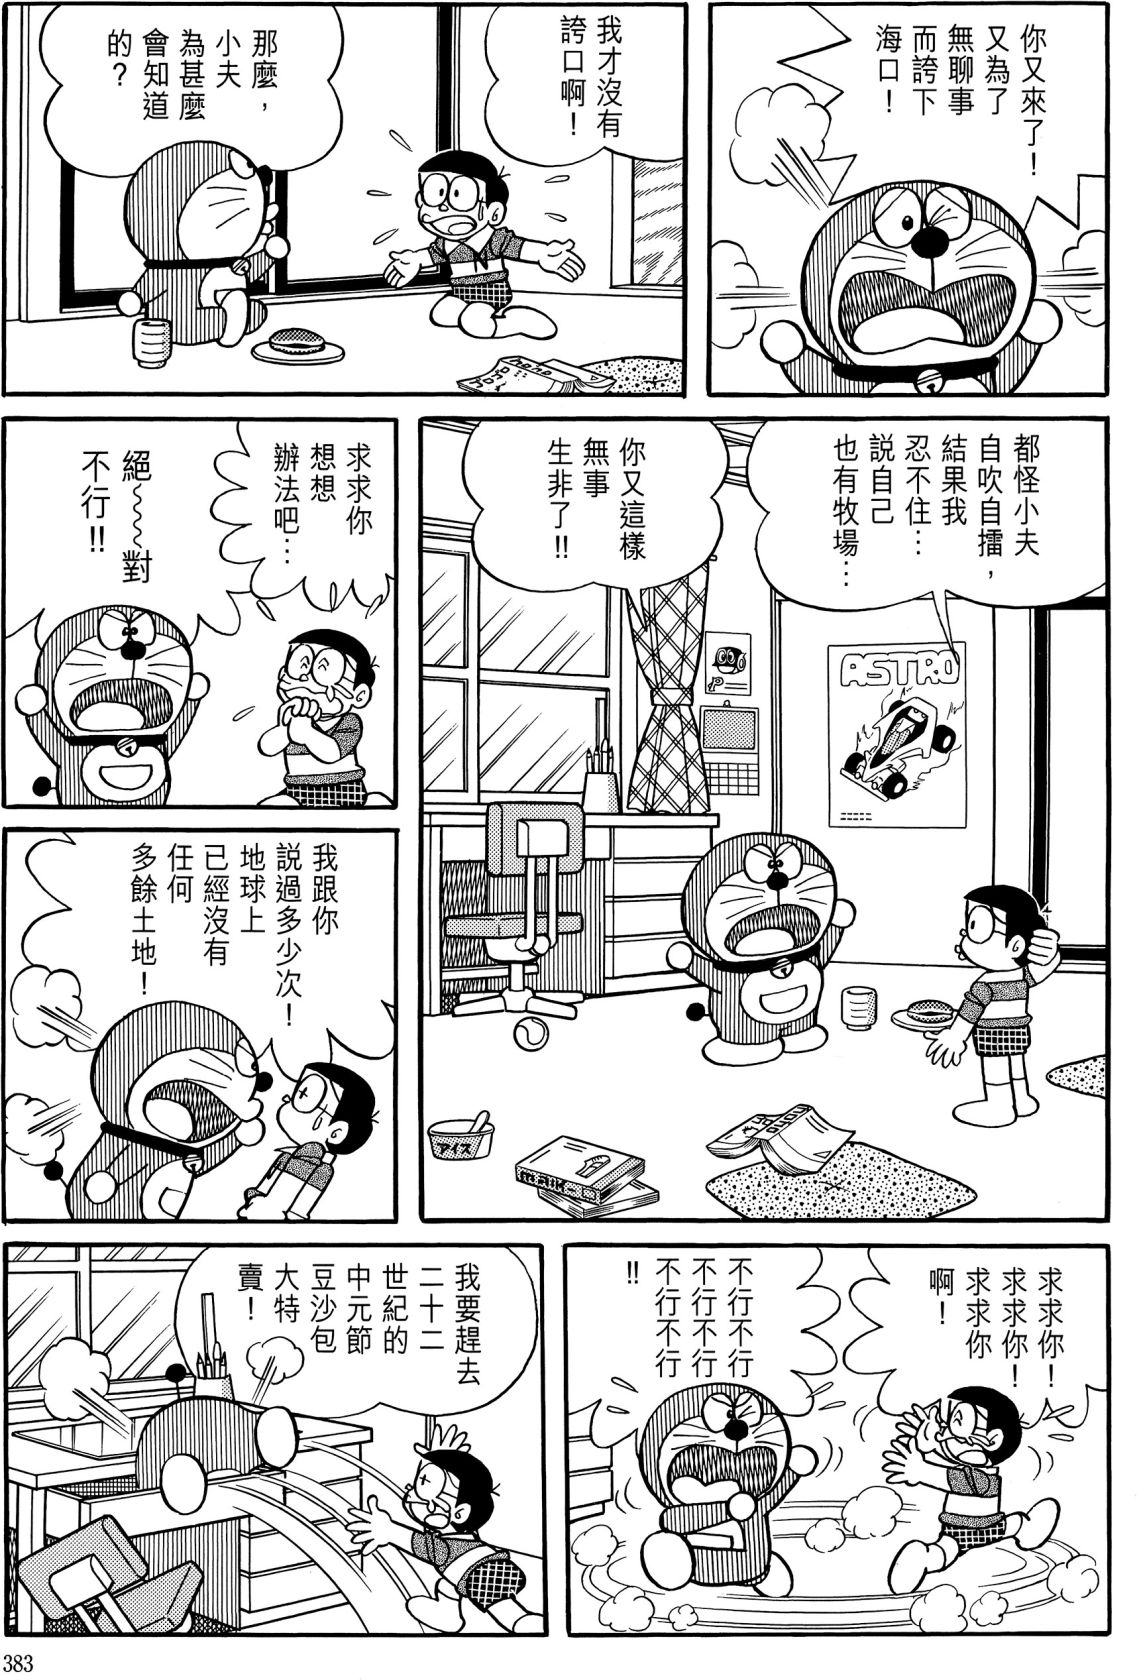 你又來了！
又為了
無聊事
而誇下
海口！
我才沒有
誇口啊！
那麼，
小夫
為甚麼
會知道
的？
都怪小夫
自吹自擂，
結果我
忍不住…
說自己
也有牧場…
你又這樣
無事
生非了!!
ASTRO
P
アイス
求求你
想想
辦法吧…
絕～～～對
不行!!
我跟你
說過多少次！
地球上
已經沒有
任何
多餘土地！
求求你！
求求你！
求求你
啊！
不行不行
不行不行
不行不行
!!
我要趕去
二十二
世紀的
中元節
豆沙包
大特
賣！
383